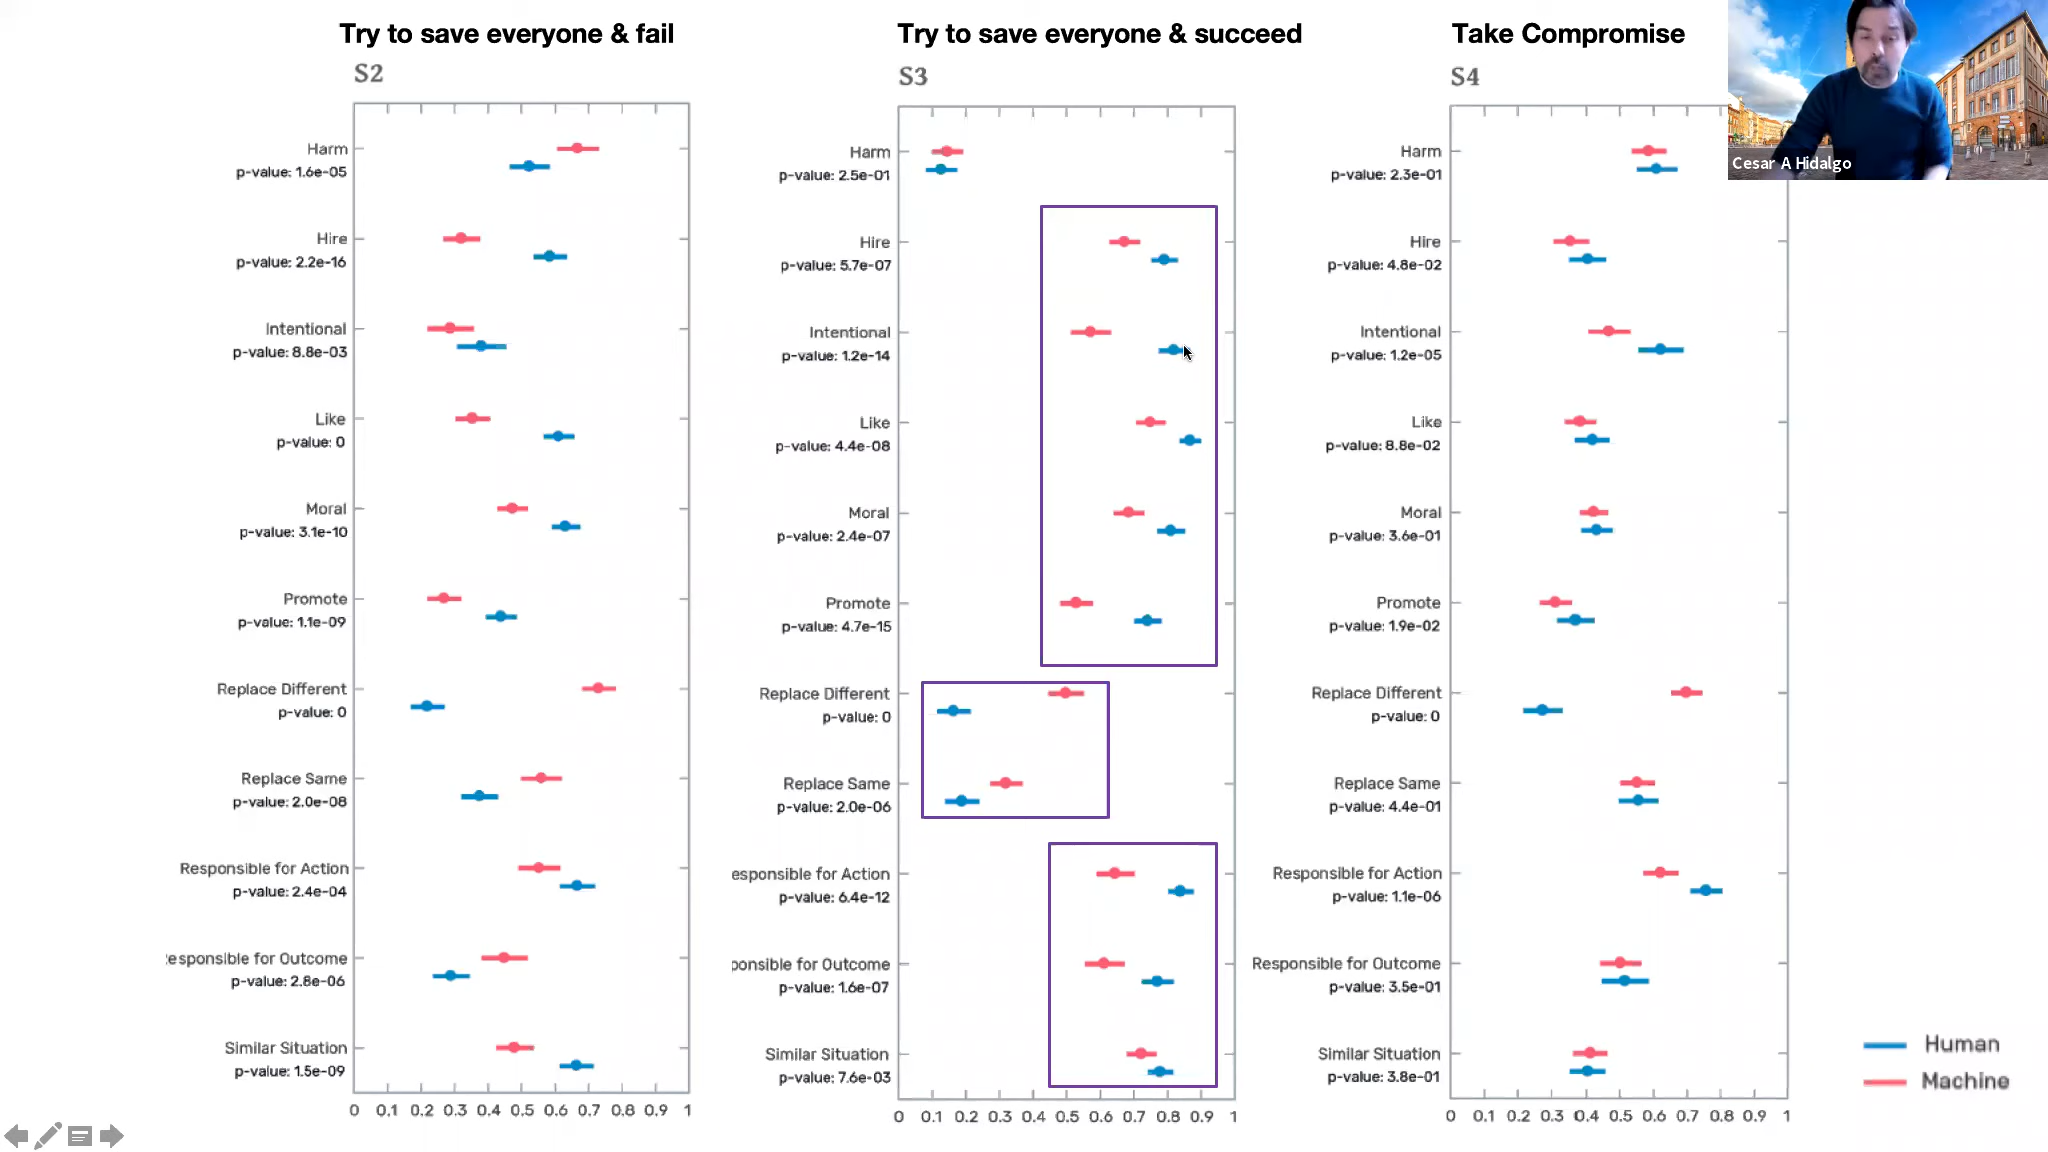 Try to save everyone & fail
S2
Harm
p-value: 1.6e-05
Hire
p-value: 2.2e-16
Intentional
p-value: 8.8e-03
Like
p-value: 0
Moral
p-value: 3.1e-10
Promote
p-value: 1.1e-09
Replace Different
p-value: 0
Replace Same
p-value: 2.0e-08
Responsible for Action
p-value: 2.4e-04
esponsible for Outcome
p-value: 2.8e-06
Similar Situation
p-value: 1.5e-09
0 0.1 0.2 0.3 0.4 0.5 0.6 0.7 0.8 0.9 1
Try to save everyone & succeed
S3
Harm
p-value: 2.5e-01
Hire
p-value: 5.7e-07
Intentional
p-value: 1.2e-14
Like
p-value: 4.4e-08
Moral
p-value: 2.4e-07
Promote
p-value: 4.7e-15
Replace Different
p-value: 0
Replace Same
p-value: 2.0e-06
esponsible for Action
p-value: 6.4e-12
ponsible for Outcome
p-value: 1.6e-07
Similar Situation
p-value: 7.6e-03
0 0.1 0.2 0.3 0.4 0.5 0.6 0.7 0.8 0.9 1
Take Compromise
S4
Harm
p-value: 2.3e-01
Hire
p-value: 4.8e-02
Intentional
p-value: 1.2e-05
Like
p-value: 8.8e-02
Moral
p-value: 3.6e-01
Promote
p-value: 1.9e-02
Replace Different
p-value: 0
Replace Same
p-value: 4.4e-01
Responsible for Action
p-value: 1.1e-06
Responsible for Outcome
p-value: 3.5e-01
Similar Situation
p-value: 3.8e-01
0 0.1 0.2 0.3 0.4 0.5 0.6 0.7 0.8 0.9 1
Cesar A Hidalgo
Human
Machine